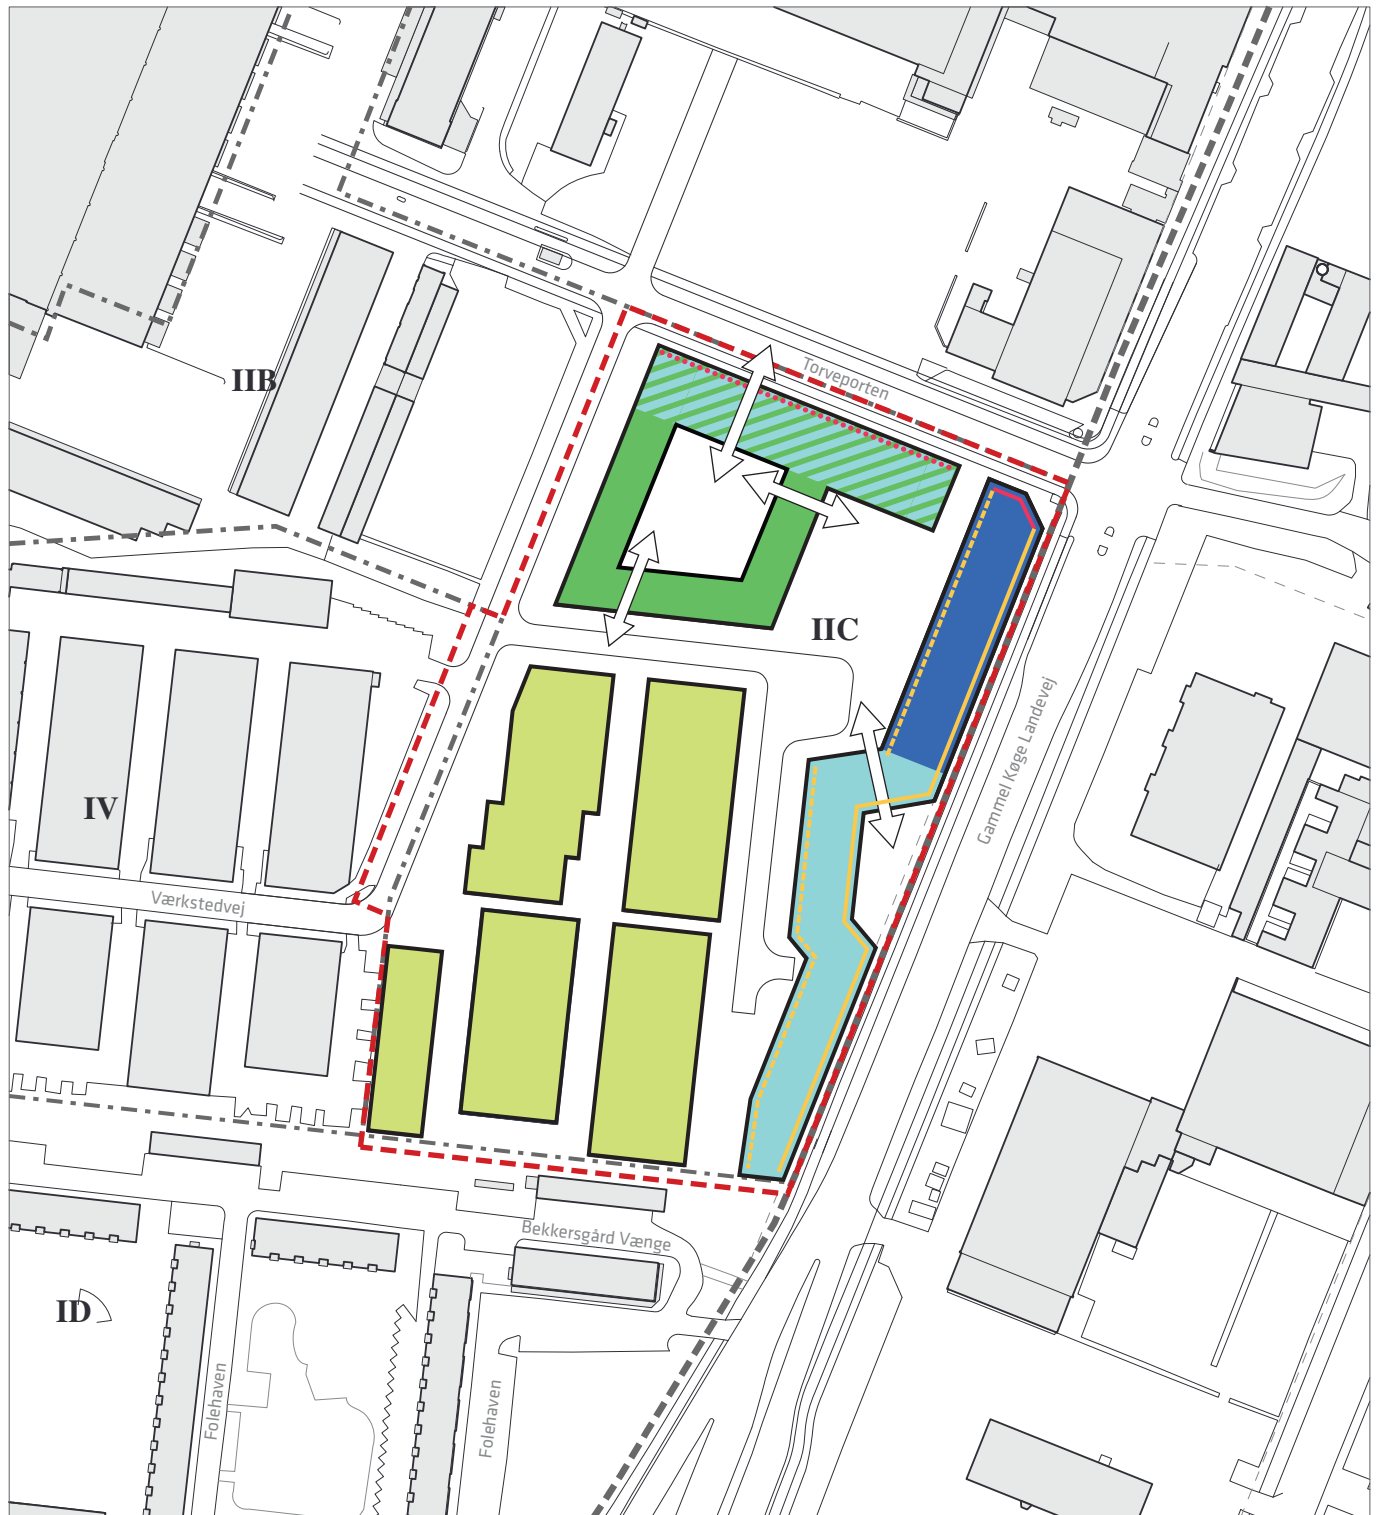 Torveporten
IIB
IIC
Gammel Køge Landevej
IV
Værkstedvej
Bekkersgård Vænge
ID
Folehaven
Folehaven